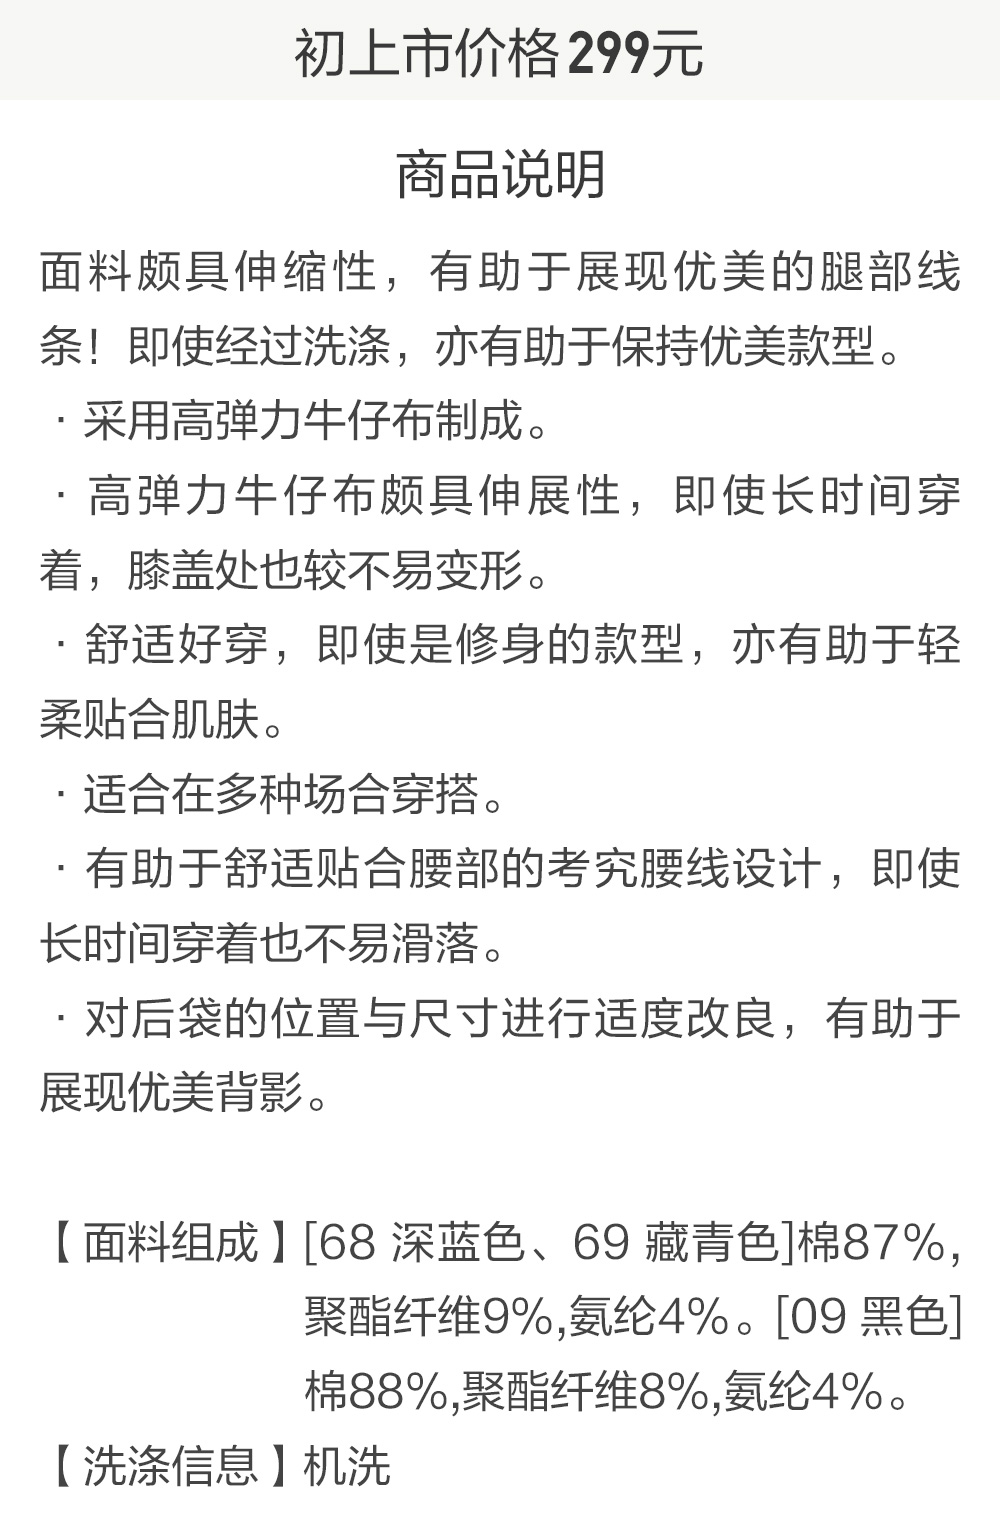 初上市价格299元
商品说明
面料颇具伸缩性，有助于展现优美的腿部线
条！即使经过洗涤，亦有助于保持优美款型。
·采用高弹力牛仔布制成。
·高弹力牛仔布颇具伸展性，即使长时间穿
着，膝盖处也较不易变形。
·舒适好穿，即使是修身的款型，亦有助于轻
柔贴合肌肤。
·适合在多种场合穿搭。
·有助于舒适贴合腰部的考究腰线设计，即使
长时间穿着也不易滑落。
·对后袋的位置与尺寸进行适度改良，有助于
展现优美背影。
【面料组成】[68 深蓝色、69 藏青色]棉87%,
聚酯纤维9%,氨纶4%。[09 黑色]
棉88%,聚酯纤维8%,氨纶4%。
【洗涤信息】机洗